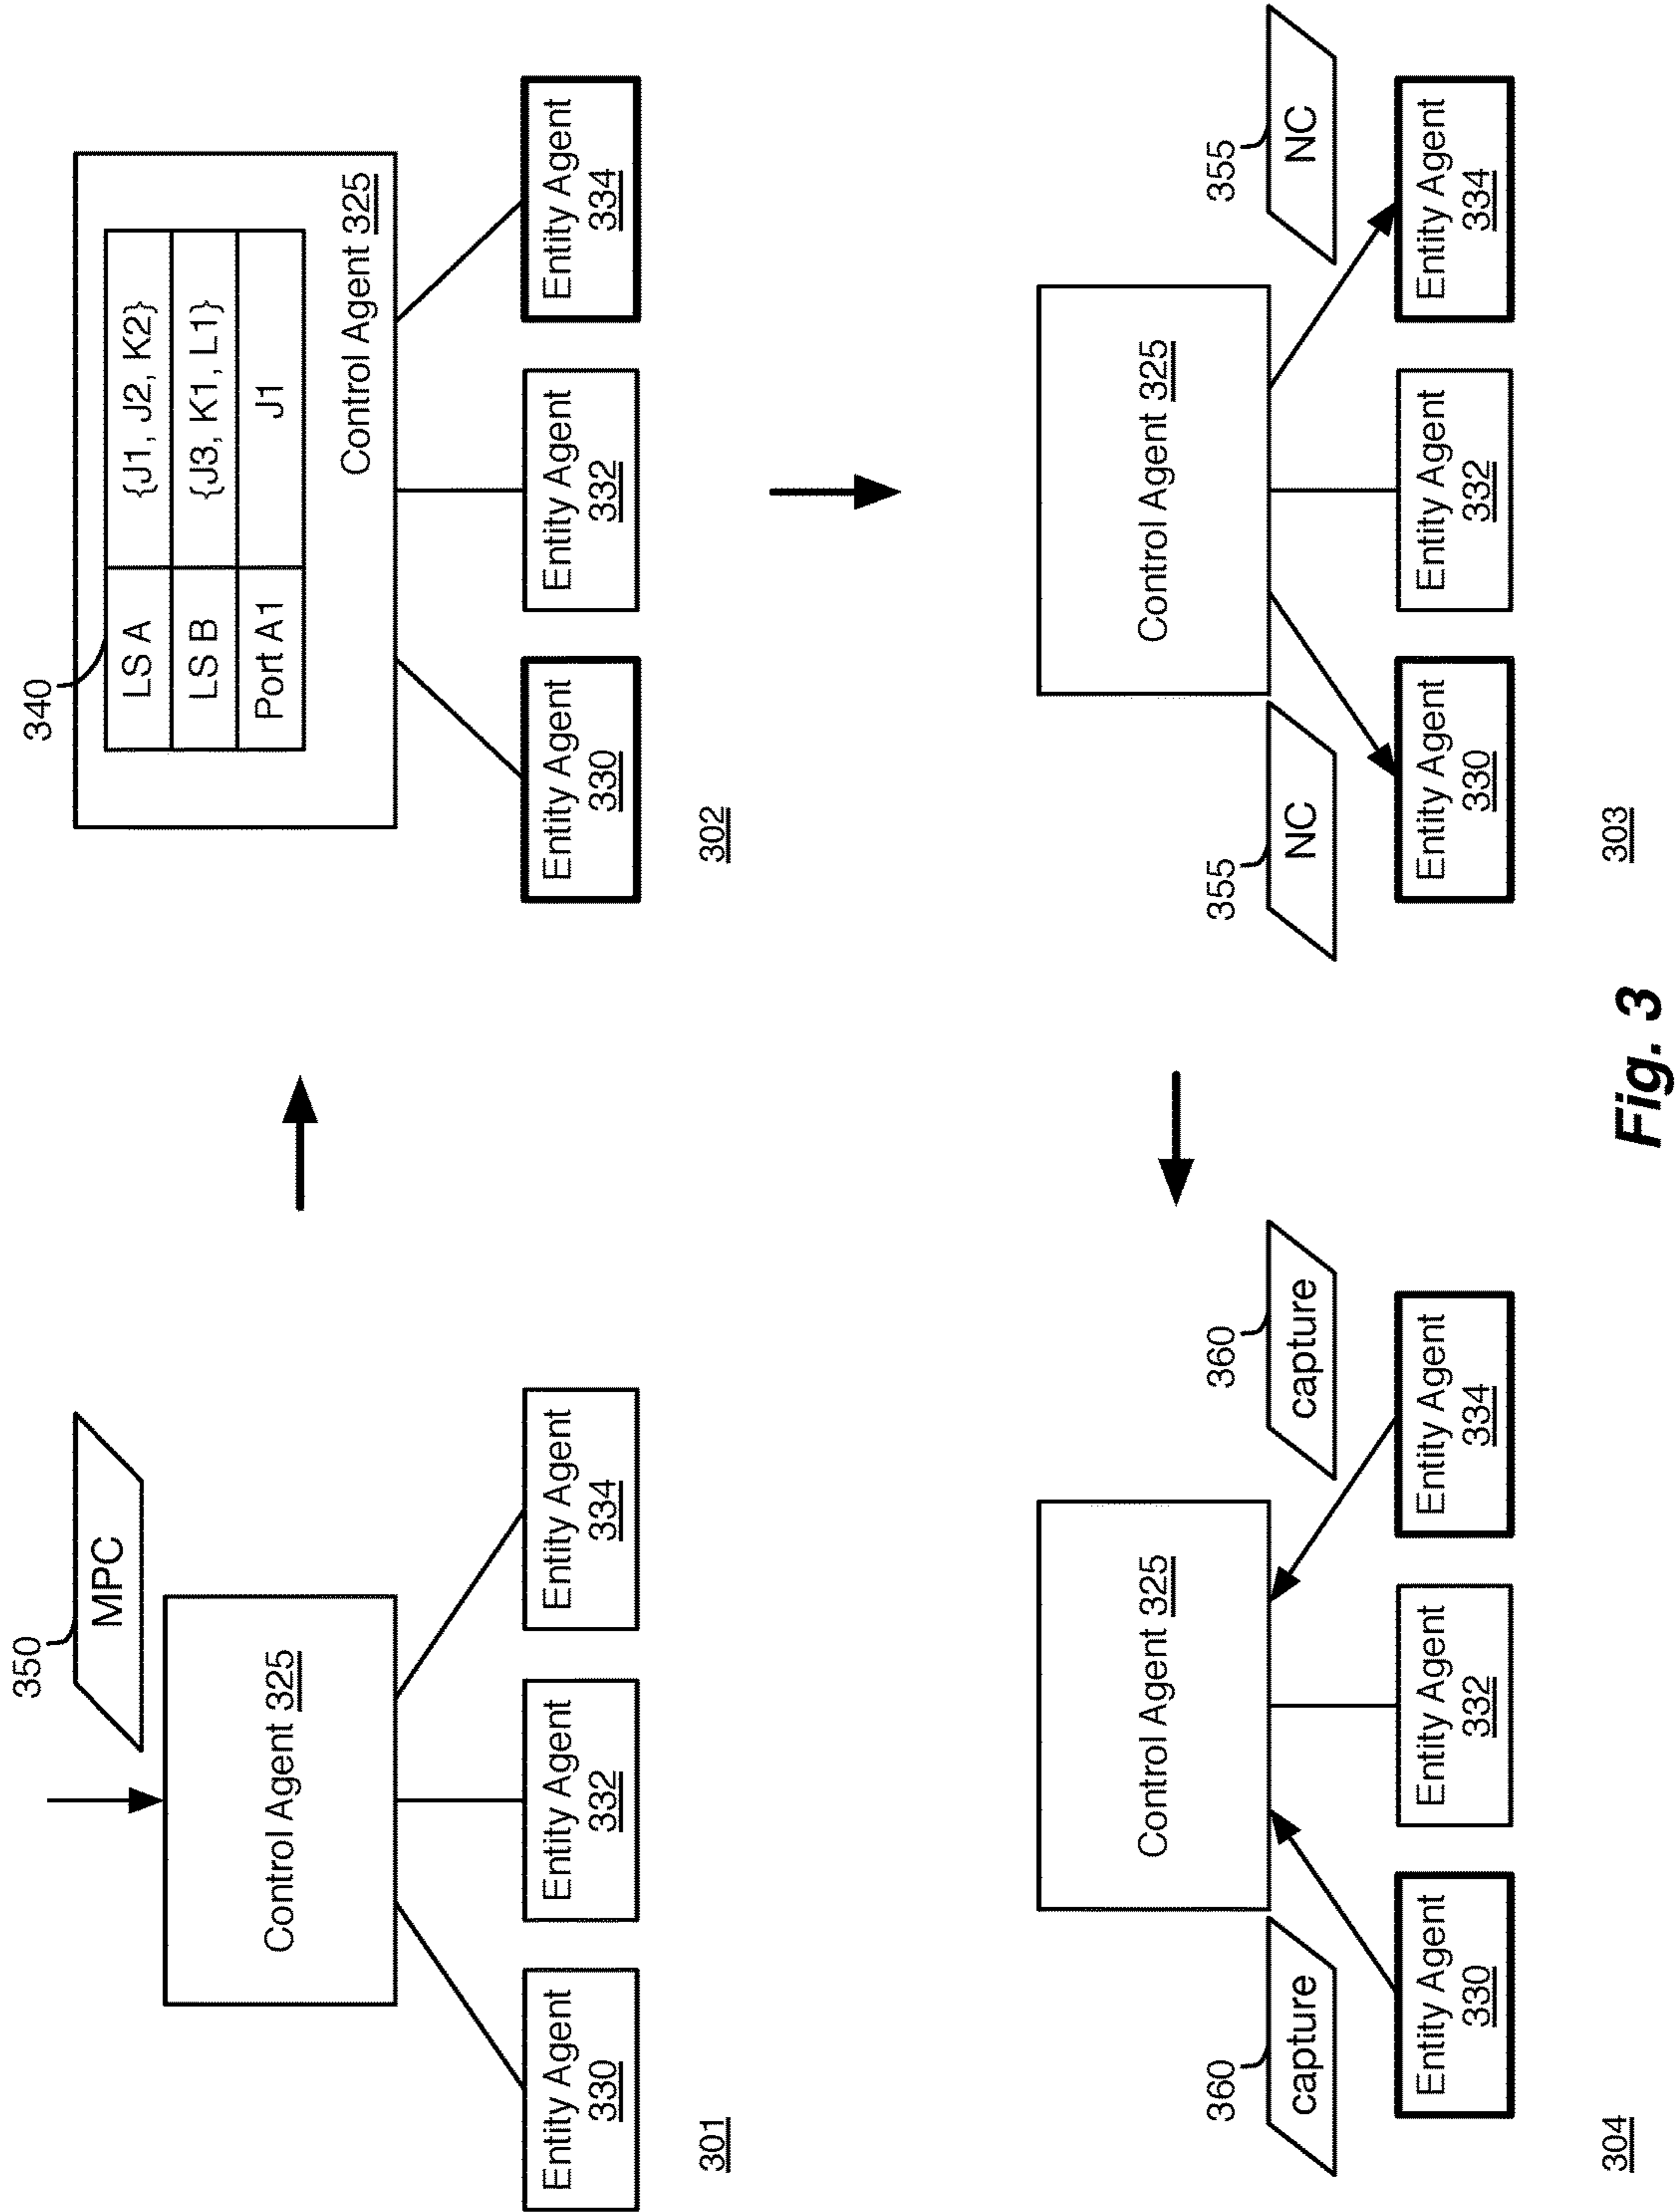 350
MPC
Control Agent 325
Entity Agent
330
Entity Agent
332
Entity Agent
334
301
340
LS A
{J1, J2, K2}
LS B
{J3, K1, L1}
Port A1
J1
Control Agent 325
Entity Agent
330
Entity Agent
332
Entity Agent
334
302
Control Agent 325
360
capture
360
capture
Entity Agent
330
Entity Agent
332
Entity Agent
334
304
Control Agent 325
355
NC
355
NC
Entity Agent
330
Entity Agent
332
Entity Agent
334
303
Fig. 3